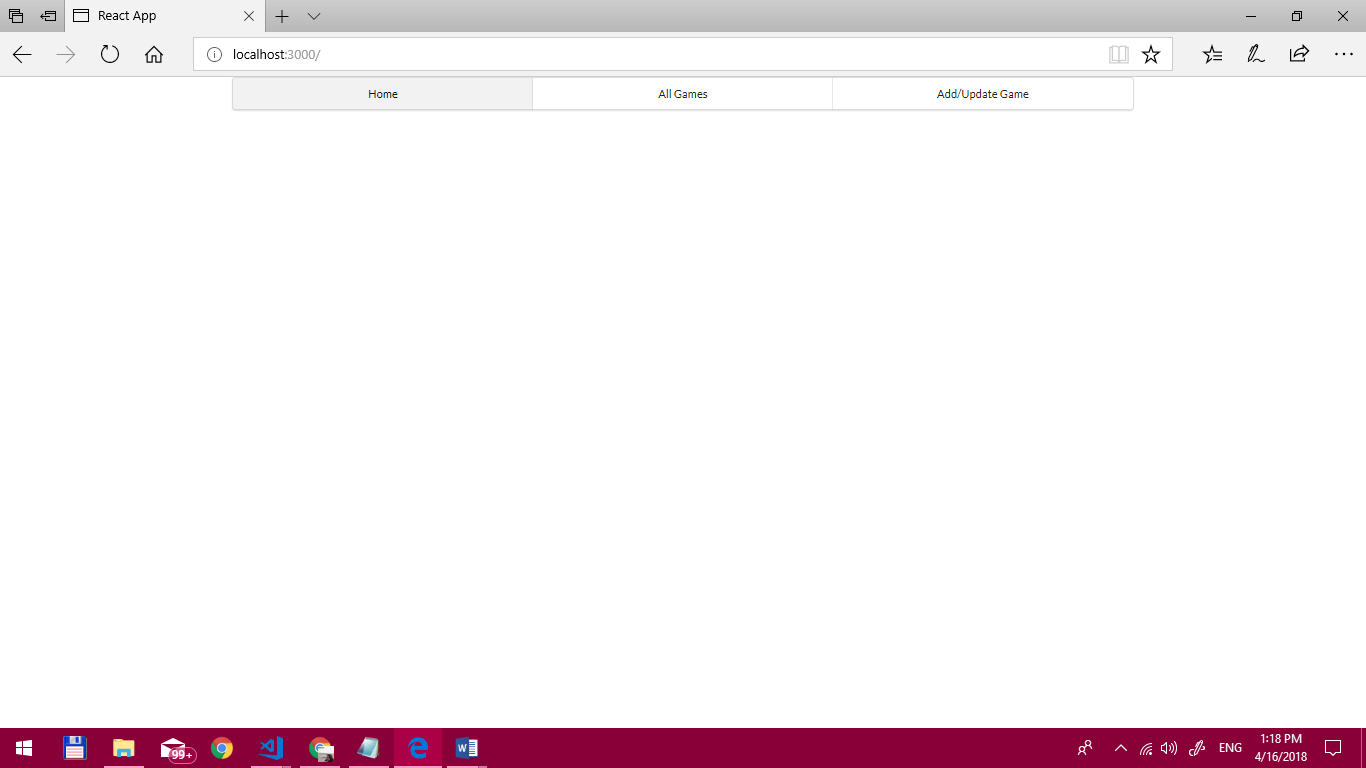 React App
localhost:3000/
Home All Games Add/Update Game
99+
ENG
1:18 PM
4/16/2018